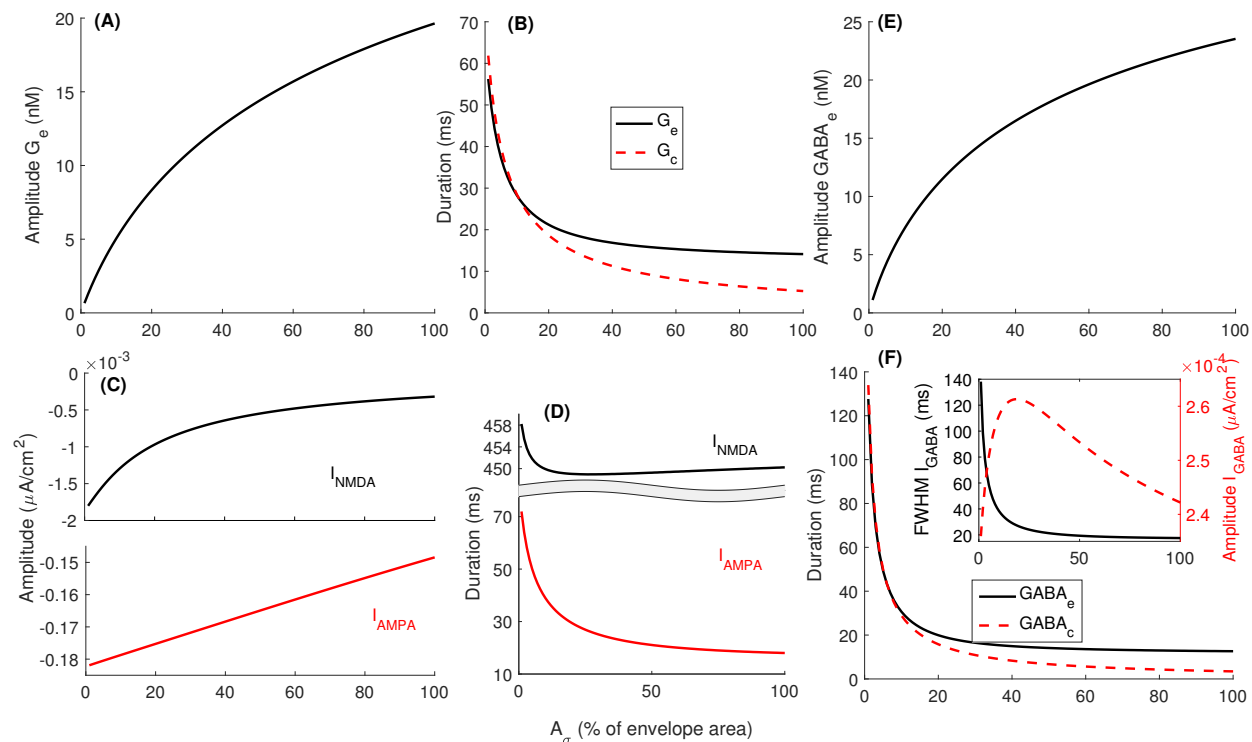 (A)
Amplitude G_e (nM)
20
15
10
5
0
0 20 40 60 80 100
(B)
Duration (ms)
70
60
50
40
30
20
10
0
G_e
G_c
0 20 40 60 80 100
(E)
Amplitude GABA_e (nM)
25
20
15
10
5
0
0 20 40 60 80 100
×10^-3
(C)
Amplitude (μA/cm^2)
0
-0.5
-1
-1.5
-2
I_NMDA
-0.15
-0.16
-0.17
-0.18
I_AMPA
0 20 40 60 80 100
(D)
Duration (ms)
458
454
450
I_NMDA
70
50
30
10
I_AMPA
0 50 100
A_σ (% of envelope area)
(F)
Duration (ms)
140
120
100
80
60
40
20
0
FWHM I_GABA (ms)
140
120
100
80
60
40
20
0 50 100
×10^-4
2.6
2.5
2.4
Amplitude I_GABA (μA/cm^2)
GABA_e
GABA_c
0 20 40 60 80 100